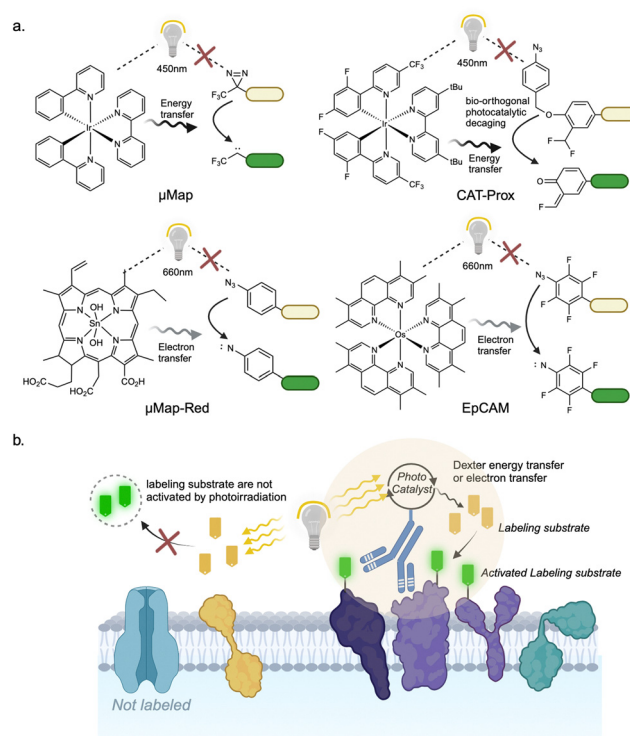 a.
450nm
N
N
F₃C
Energy
transfer
Ir
F₃C
µMap
450nm
N₃
CF₃
F
tBu
bio-orthogonal
photocatalytic
decaging
O
F
F
Ir
F
tBu
Energy
transfer
O
F
F
CF₃
CAT-Prox
660nm
N₃
OH
Sn
OH
Electron
transfer
N
HO₂C
HO₂C
CO₂H
µMap-Red
660nm
N₃
F
F
F
F
Os
Electron
transfer
N
F
F
F
F
EpCAM
b.
labeling substrate are not
activated by photoirradiation
Photo
Catalyst
Dexter energy transfer
or electron transfer
Labeling substrate
Activated Labeling substrate
Not labeled